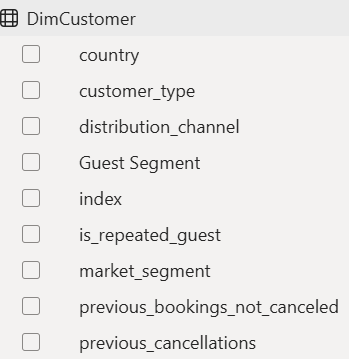 DimCustomer
country
customer_type
distribution_channel
Guest Segment
index
is_repeated_guest
market_segment
previous_bookings_not_canceled
previous_cancellations